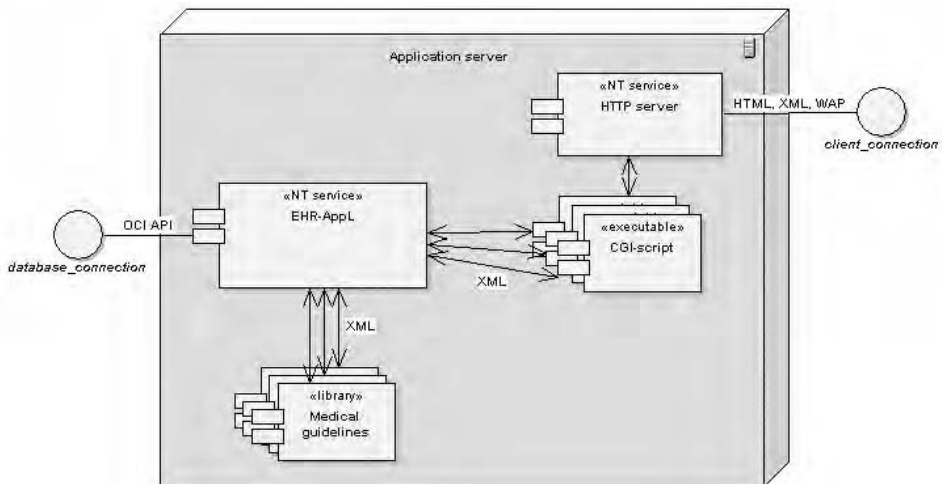 Application server
«NT service»
HTTP server
HTML, XML, WAP
client_connection
«NT service»
EHR-AppL
OCI API
database_connection
«executable»
CGI-script
XML
XML
«library»
Medical
guidelines